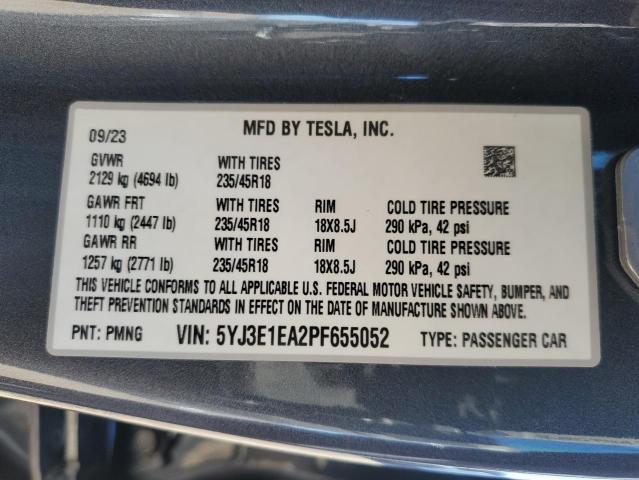 09/23 MFD BY TESLA, INC.
GVWR WITH TIRES
2129 kg (4694 lb) 235/45R18
GAWR FRT WITH TIRES RIM COLD TIRE PRESSURE
1110 kg (2447 lb) 235/45R18 18X8.5J 290 kPa, 42 psi
GAWR RR WITH TIRES RIM COLD TIRE PRESSURE
1257 kg (2771 lb) 235/45R18 18X8.5J 290 kPa, 42 psi
THIS VEHICLE CONFORMS TO ALL APPLICABLE U.S. FEDERAL MOTOR VEHICLE SAFETY, BUMPER, AND
THEFT PREVENTION STANDARDS IN EFFECT ON THE DATE OF MANUFACTURE SHOWN ABOVE.
PNT: PMNG VIN: 5YJ3E1EA2PF655052 TYPE: PASSENGER CAR